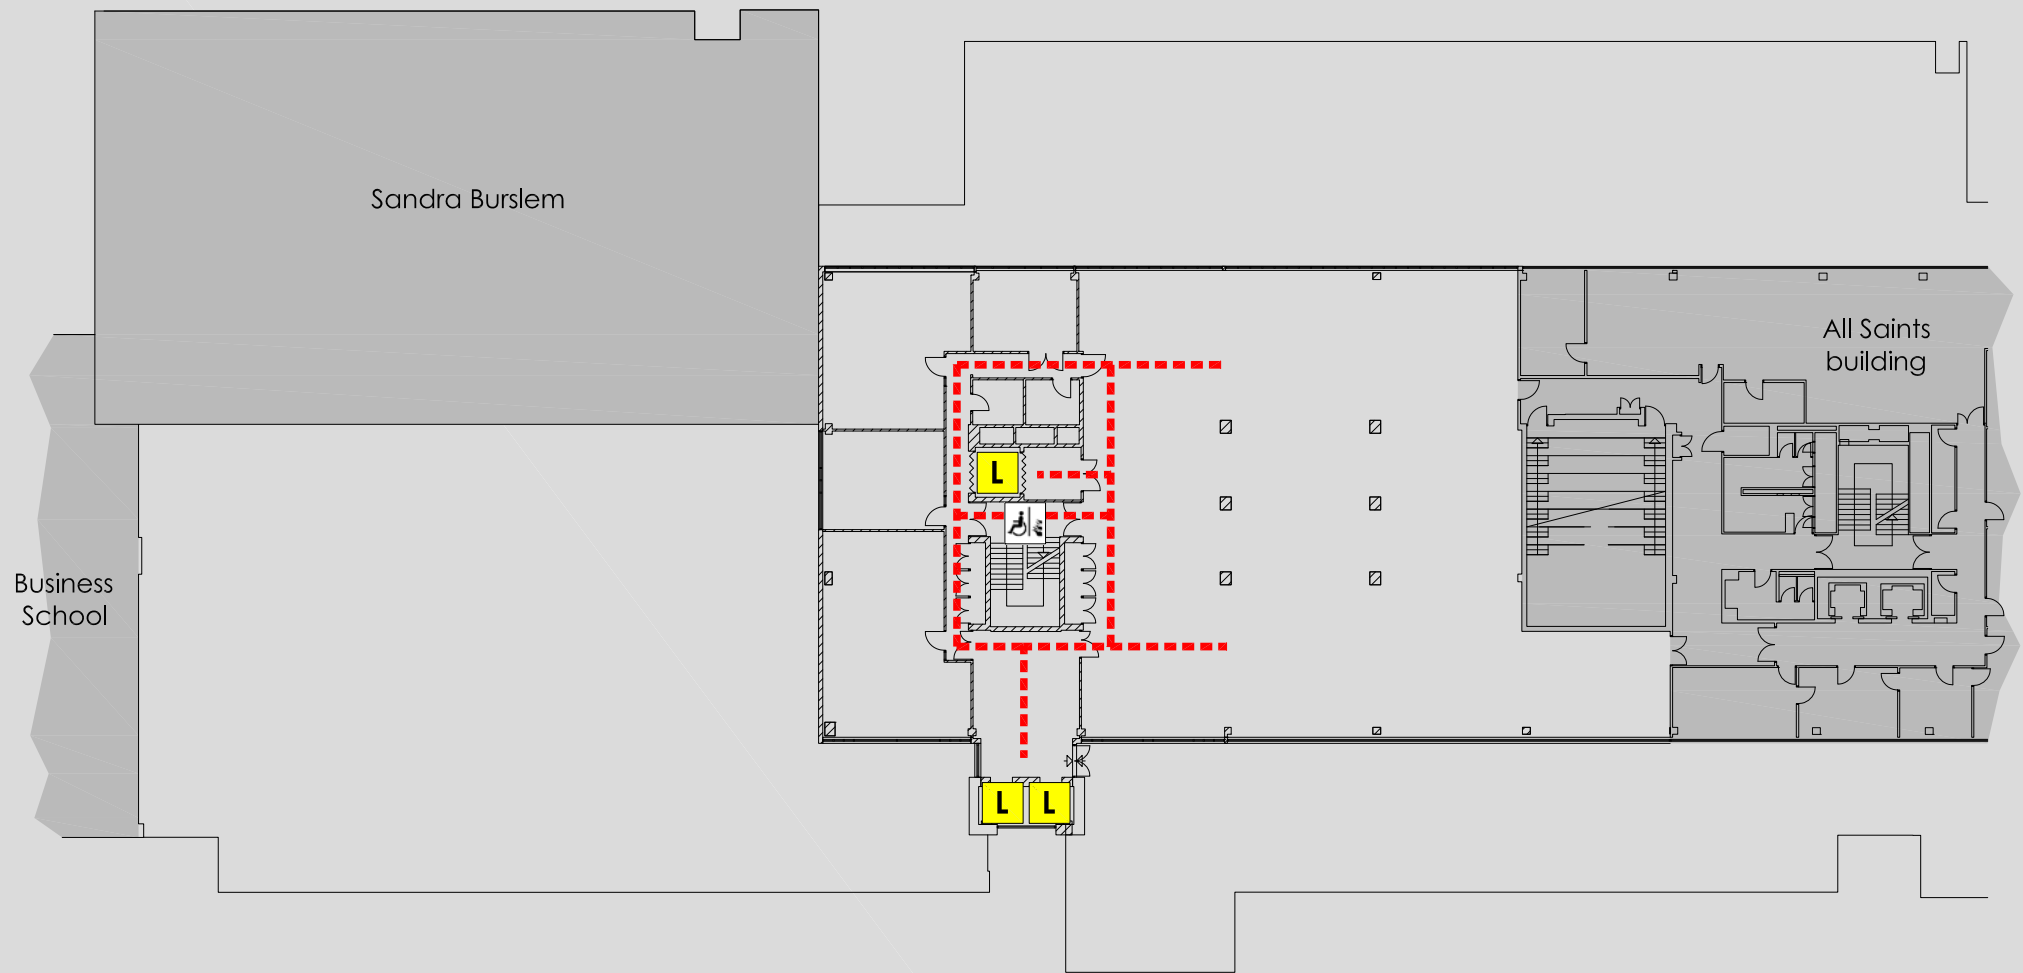 Sandra Burslem
All Saints
building
L
Business
School
L
L